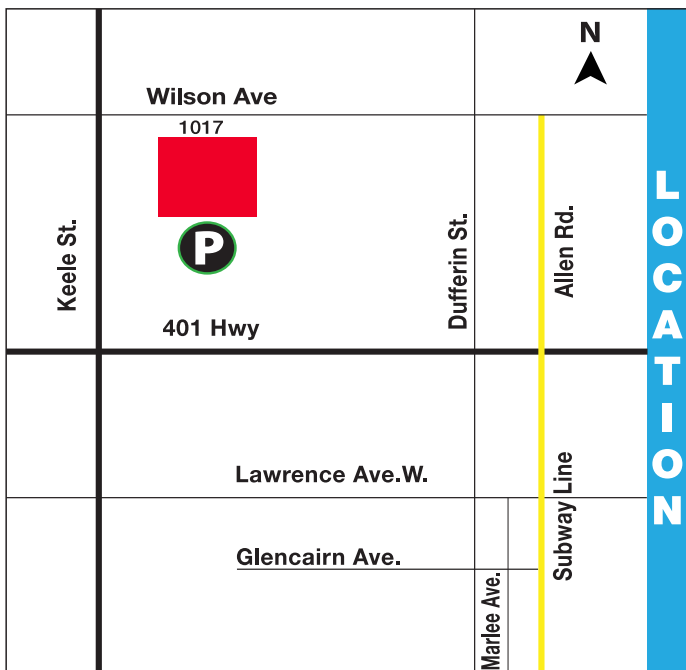 N
Wilson Ave
1017
P
Keele St.
Dufferin St.
Allen Rd.
401 Hwy
Lawrence Ave.W.
Glencairn Ave.
Marlee Ave.
Subway Line
LOCATION